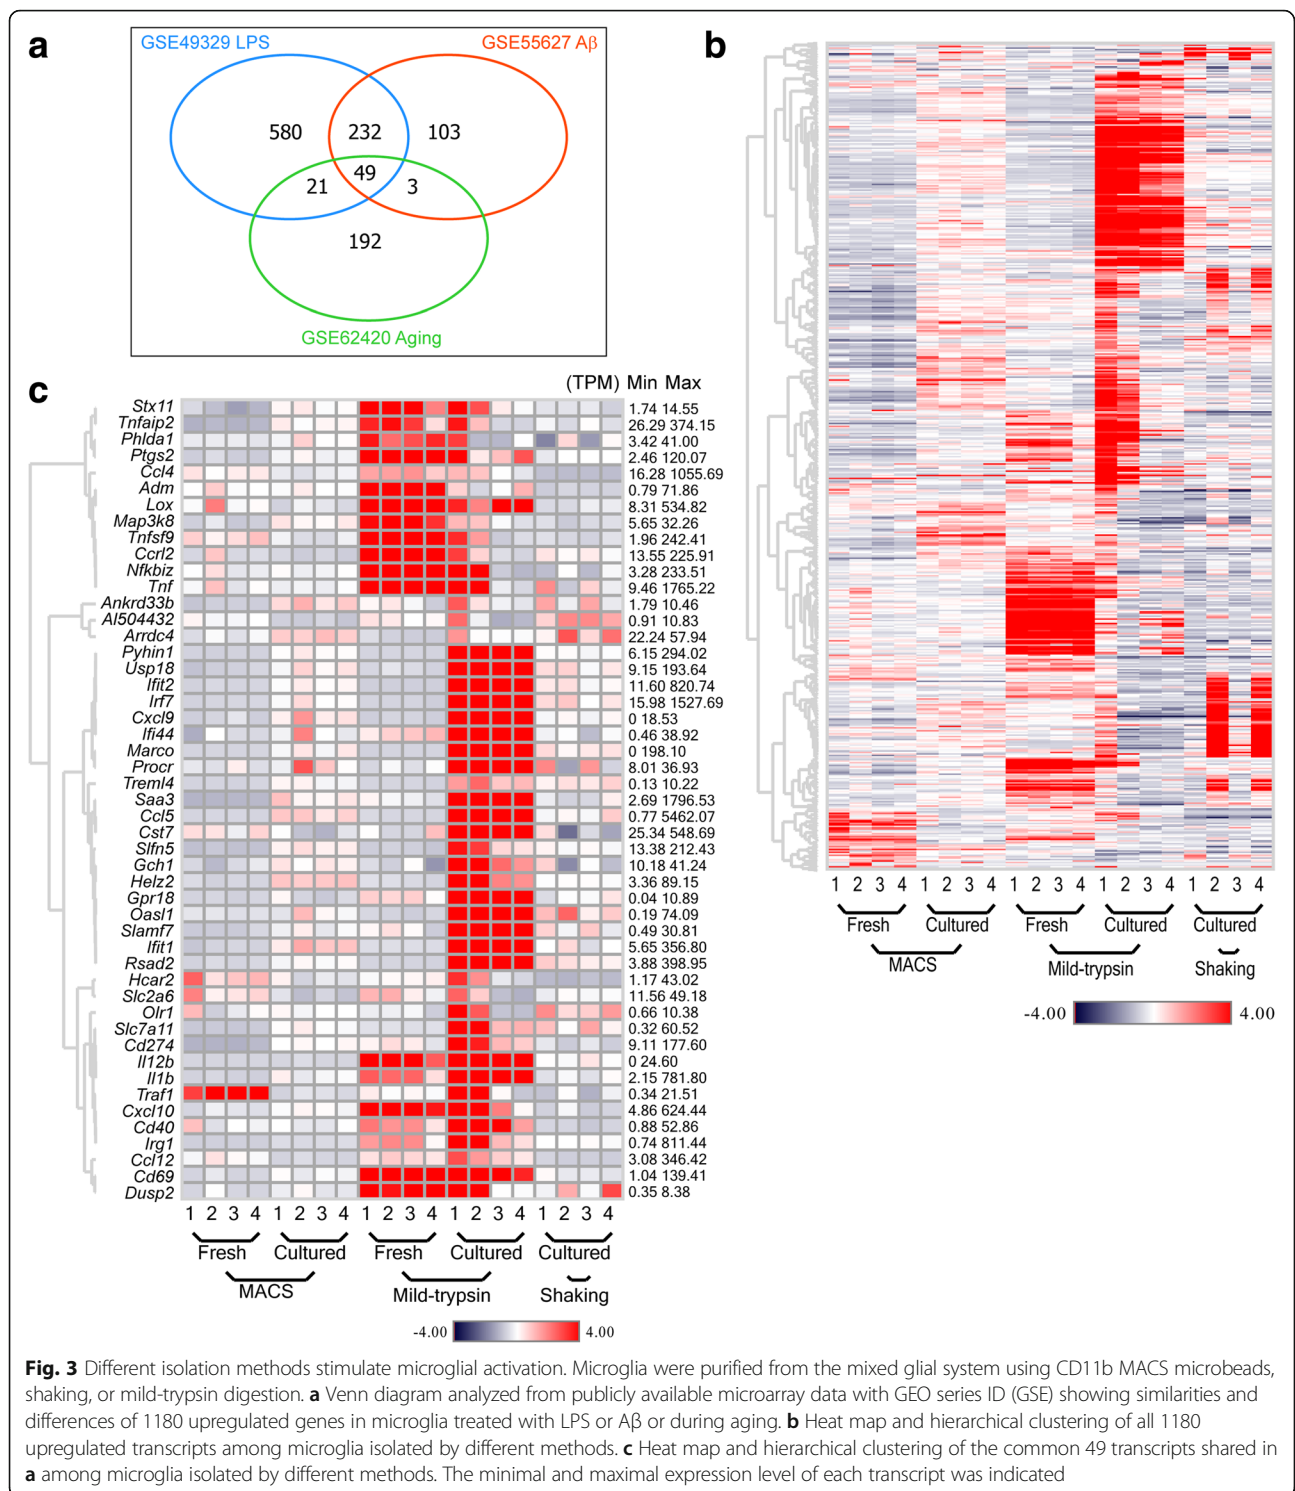 a
GSE49329 LPS
GSE55627 Aβ
580
232
103
21
49
3
192
GSE62420 Aging
b
1 2 3 4 1 2 3 4 1 2 3 4 1 2 3 4 1 2 3 4
Fresh Cultured Fresh Cultured Cultured
MACS Mild-trypsin Shaking
-4.00 4.00
c
(TPM) Min Max
Stx11 1.74 14.55
Tnfaip2 26.29 374.15
Phlda1 3.42 41.00
Ptgs2 2.46 120.07
Ccl4 16.28 1055.69
Adm 0.79 71.86
Lox 8.31 534.82
Map3k8 5.65 32.26
Tnfsf9 1.96 242.41
Ccrl2 13.55 225.91
Nfkbiz 3.28 233.51
Tnf 9.46 1765.22
Ankrd33b 1.79 10.46
AI504432 0.91 10.83
Arrdc4 22.24 57.94
Pyhin1 6.15 294.02
Usp18 9.15 193.64
Ifit2 11.60 820.74
Irf7 15.98 1527.69
Cxcl9 0 18.53
Ifi44 0.46 38.92
Marco 0 198.10
Procr 8.01 36.93
Treml4 0.13 10.22
Saa3 2.69 1796.53
Ccl5 0.77 5462.07
Cst7 25.34 548.69
Slfn5 13.38 212.43
Gch1 10.18 41.24
Helz2 3.36 89.15
Gpr18 0.04 10.89
Oasl1 0.19 74.09
Slamf7 0.49 30.81
Ifit1 5.65 356.80
Rsad2 3.88 398.95
Hcar2 1.17 43.02
Slc2a6 11.56 49.18
Olr1 0.66 10.38
Slc7a11 0.32 60.52
Cd274 9.11 177.60
Il12b 0 24.60
Il1b 2.15 781.80
Traf1 0.34 21.51
Cxcl10 4.86 624.44
Cd40 0.88 52.86
Irg1 0.74 811.44
Ccl12 3.08 346.42
Cd69 1.04 139.41
Dusp2 0.35 8.38
1 2 3 4 1 2 3 4 1 2 3 4 1 2 3 4 1 2 3 4
Fresh Cultured Fresh Cultured Cultured
MACS Mild-trypsin Shaking
-4.00 4.00
Fig. 3 Different isolation methods stimulate microglial activation. Microglia were purified from the mixed glial system using CD11b MACS microbeads,
shaking, or mild-trypsin digestion. a Venn diagram analyzed from publicly available microarray data with GEO series ID (GSE) showing similarities and
differences of 1180 upregulated genes in microglia treated with LPS or Aβ or during aging. b Heat map and hierarchical clustering of all 1180
upregulated transcripts among microglia isolated by different methods. c Heat map and hierarchical clustering of the common 49 transcripts shared in
a among microglia isolated by different methods. The minimal and maximal expression level of each transcript was indicated